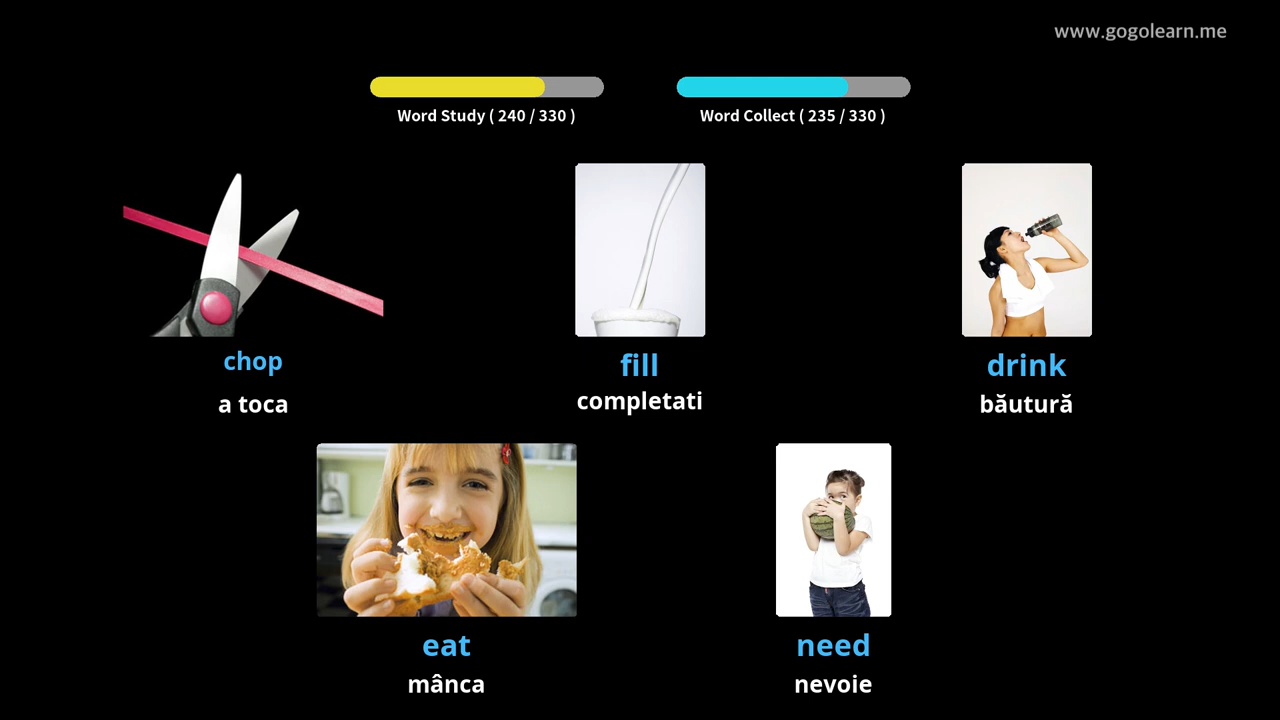 www.gogolearn.me
Word Study ( 240 / 330 )
Word Collect ( 235 / 330 )
chop
a toca
fill
completati
drink
băutură
eat
mânca
need
nevoie